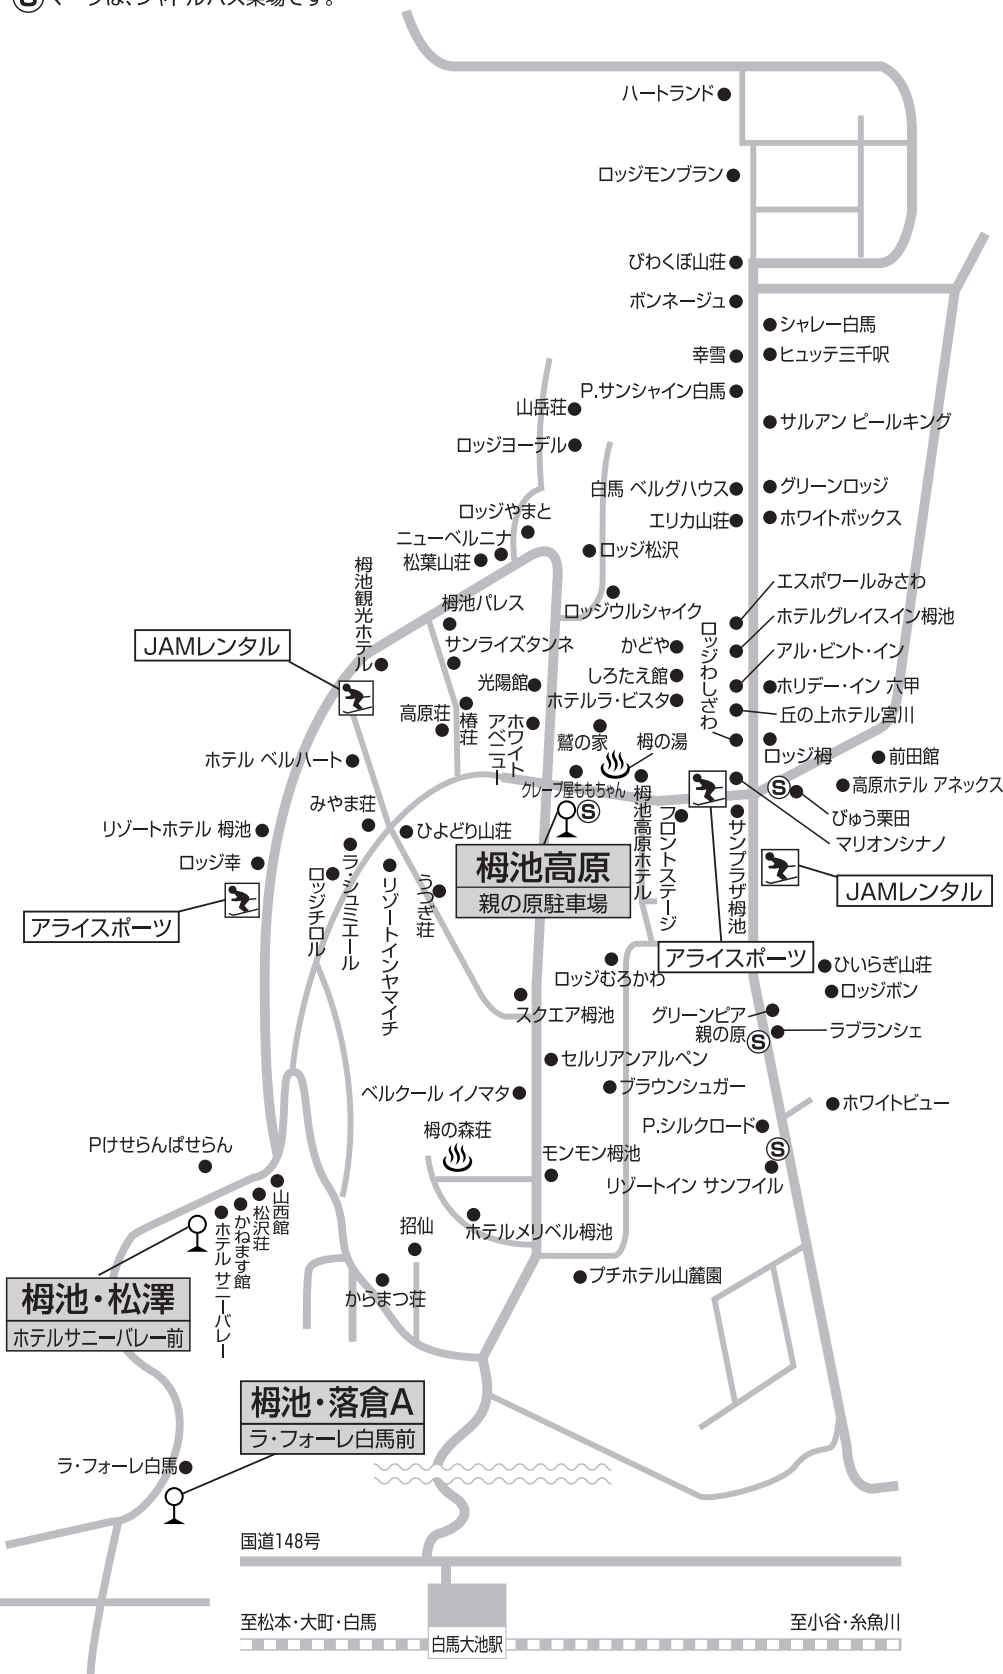 Ⓢマークは、シャトルバス乗場です。
ハートランド
ロッジモンブラン
びわくぼ山荘
ボンネージュ
シャレー白馬
幸雪
ヒュッテ三千呎
P.サンシャイン白馬
山岳荘
サルアン ピールキング
ロッジヨーデル
白馬 ベルグハウス
グリーンロッジ
ロッジやまと
エリカ山荘
ホワイトボックス
ニューベルニナ
松葉山荘
ロッジ松沢
栂池観光ホテル
エスポワールみさわ
栂池パレス
ロッジウルシャイク
ホテルグレイスイン栂池
JAMレンタル
サンライズタンネ
かどや
ロッジわしざわ
アル・ビント・イン
光陽館
しろたえ館
ホリデー・イン 六甲
ホテルラ・ビスタ
高原荘
椿荘
ホワイト
アベニュー
丘の上ホテル宮川
鷲の家
栂の湯
ロッジ栂
前田館
ホテル ベルハート
クレープ屋ももちゃん
高原ホテル アネックス
Ⓢ
みやま荘
Ⓢ
びゅう栗田
リゾートホテル 栂池
ひよどり山荘
栂池高原ホテル
フロントステージ
サンプラザ栂池
マリオンシナノ
ロッジ幸
栂池高原
親の原駐車場
JAMレンタル
ロッジチロル
ラ・シュミエール
リゾートインヤマイチ
うつぎ荘
アライスポーツ
アライスポーツ
ひいらぎ山荘
ロッジむろかわ
ロッジボン
スクエア栂池
グリーンピア
親の原
Ⓢ
ラブランシェ
セルリアンアルペン
ベルクール イノマタ
ブラウンシュガー
ホワイトビュー
栂の森荘
P.シルクロード
Pけせらんぱせらん
モンモン栂池
Ⓢ
リゾートイン サンフイル
山西館
松沢荘
かねます館
ホテル サニーバレー
招仙
ホテルメリベル栂池
プチホテル山麓園
からまつ荘
栂池・松澤
ホテルサニーバレー前
栂池・落倉A
ラ・フォーレ白馬前
ラ・フォーレ白馬
国道148号
至松本・大町・白馬
至小谷・糸魚川
白馬大池駅